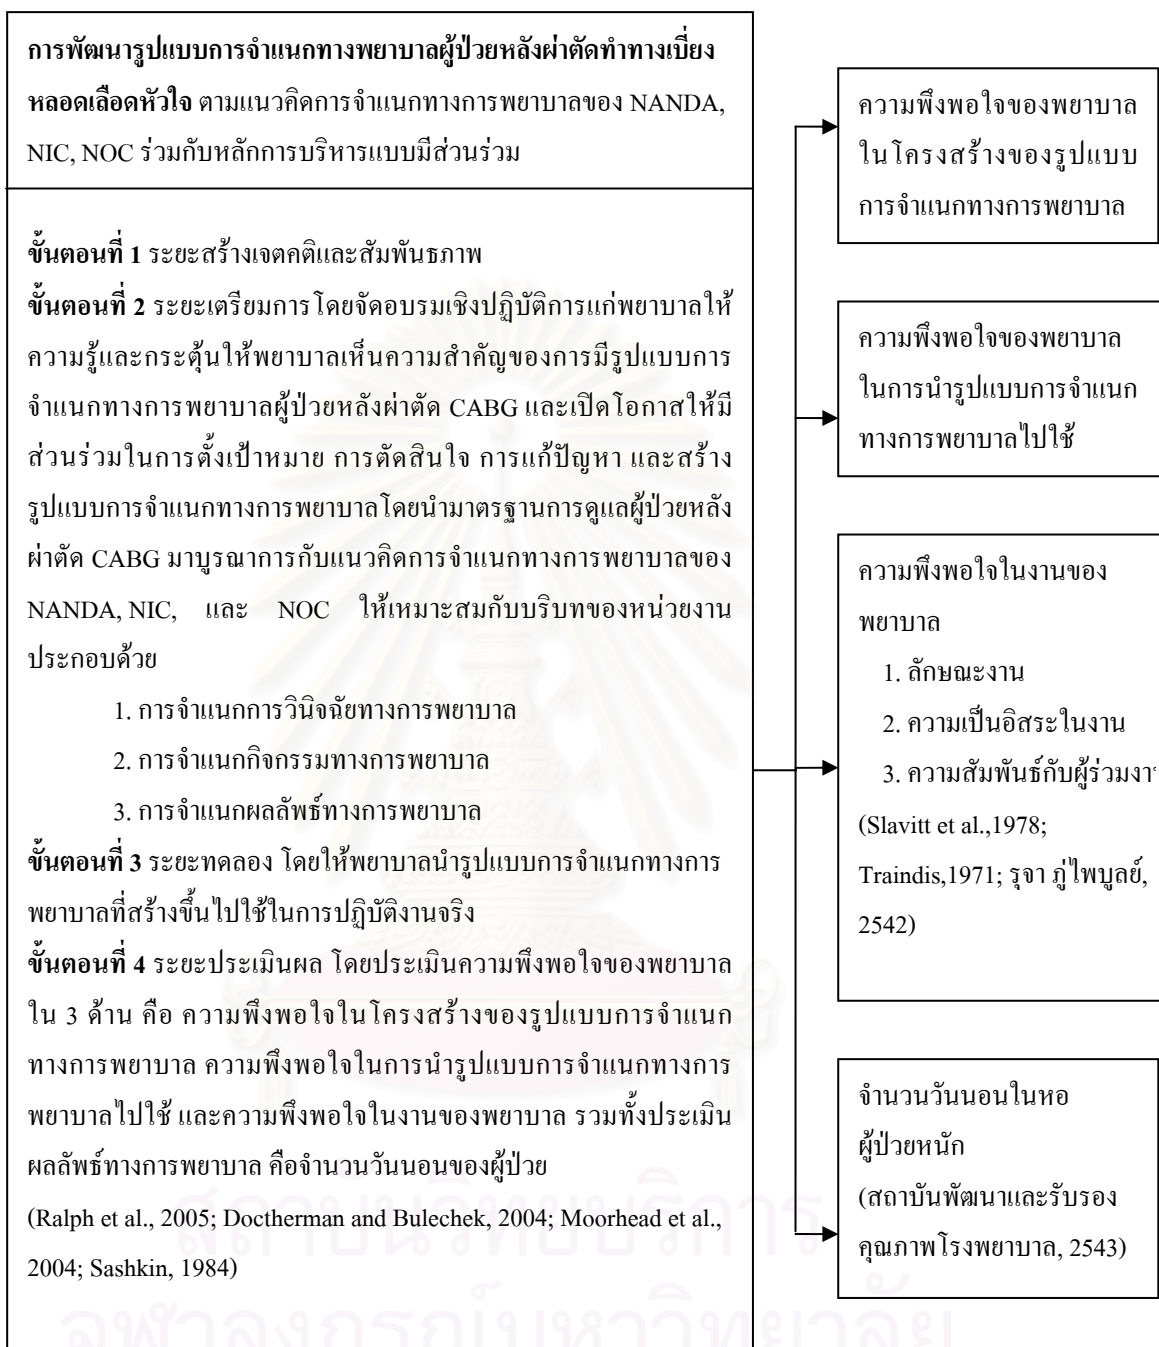 การพัฒนารูปแบบการจำแนกทางพยาบาลผู้ป่วยหลังผ่าตัดทำทางเบี่ยง
หลอดเลือดหัวใจ ตามแนวคิดการจำแนกทางการพยาบาลของ NANDA,
NIC, NOC ร่วมกับหลักการบริหารแบบมีส่วนร่วม
ขั้นตอนที่ 1 ระยะสร้างเจตคติและสัมพันธภาพ
ขั้นตอนที่ 2 ระยะเตรียมการ โดยจัดอบรมเชิงปฏิบัติการแก่พยาบาลให้
ความรู้และกระตุ้นให้พยาบาลเห็นความสำคัญของการมีรูปแบบการ
จำแนกทางการพยาบาลผู้ป่วยหลังผ่าตัด CABG และเปิดโอกาสให้มี
ส่วนร่วมในการตั้งเป้าหมาย การตัดสินใจ การแก้ปัญหา และสร้าง
รูปแบบการจำแนกทางการพยาบาลโดยนำมาตรฐานการดูแลผู้ป่วยหลัง
ผ่าตัด CABG มาบูรณาการกับแนวคิดการจำแนกทางการพยาบาลของ
NANDA, NIC, และ NOC ให้เหมาะสมกับบริบทของหน่วยงาน
ประกอบด้วย
1. การจำแนกการวินิจฉัยทางการพยาบาล
2. การจำแนกกิจกรรมทางการพยาบาล
3. การจำแนกผลลัพธ์ทางการพยาบาล
ขั้นตอนที่ 3 ระยะทดลอง โดยให้พยาบาลนำรูปแบบการจำแนกทางการ
พยาบาลที่สร้างขึ้นไปใช้ในการปฏิบัติงานจริง
ขั้นตอนที่ 4 ระยะประเมินผล โดยประเมินความพึงพอใจของพยาบาล
ใน 3 ด้าน คือ ความพึงพอใจในโครงสร้างของรูปแบบการจำแนก
ทางการพยาบาล ความพึงพอใจในการนำรูปแบบการจำแนกทางการ
พยาบาลไปใช้ และความพึงพอใจในงานของพยาบาล รวมทั้งประเมิน
ผลลัพธ์ทางการพยาบาล คือจำนวนวันนอนของผู้ป่วย
(Ralph et al., 2005; Doctherman and Bulechek, 2004; Moorhead et al.,
2004; Sashkin, 1984)
ความพึงพอใจของพยาบาล
ในโครงสร้างของรูปแบบ
การจำแนกทางการพยาบาล
ความพึงพอใจของพยาบาล
ในการนำรูปแบบการจำแนก
ทางการพยาบาลไปใช้
ความพึงพอใจในงานของ
พยาบาล
1. ลักษณะงาน
2. ความเป็นอิสระในงาน
3. ความสัมพันธ์กับผู้ร่วมงา
(Slavitt et al.,1978;
Traindis,1971; รุจา ภู่ไพบูลย์,
2542)
จำนวนวันนอนในหอ
ผู้ป่วยหนัก
(สถาบันพัฒนาและรับรอง
คุณภาพโรงพยาบาล, 2543)
สถาบันวิทยบริการ
จุฬาลงกรณ์มหาวิทยาลัย